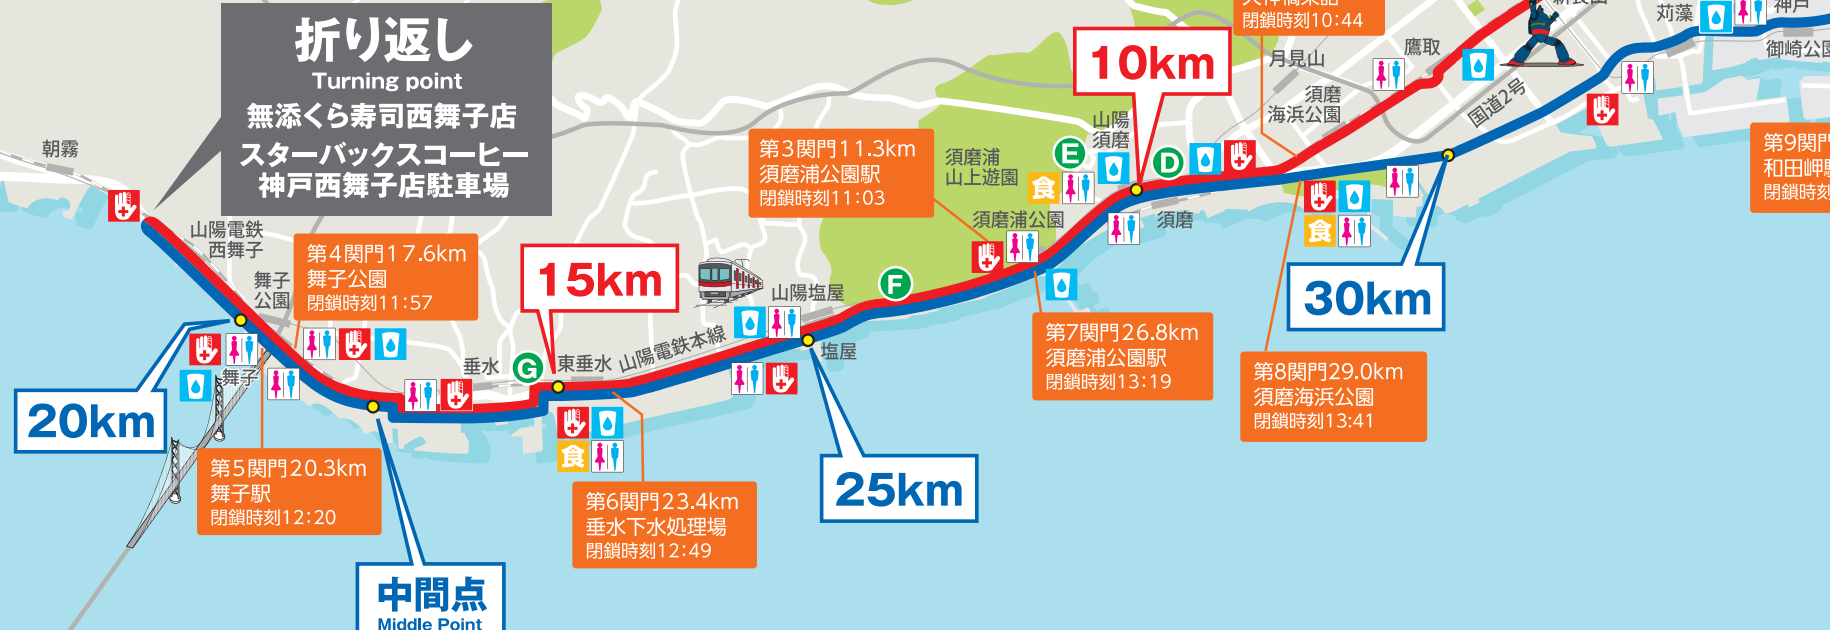 折り返し
Turning point
無添くら寿司西舞子店
スターバックスコーヒー
神戸西舞子店駐車場
朝霧
山陽電鉄
西舞子
舞子
公園
第4関門17.6km
舞子公園
閉鎖時刻11:57
20km
舞子
第5関門20.3km
舞子駅
閉鎖時刻12:20
中間点
Middle Point
垂水
G
15km
東垂水
山陽電鉄本線
第6関門23.4km
垂水下水処理場
閉鎖時刻12:49
食
山陽塩屋
塩屋
25km
F
第3関門11.3km
須磨浦公園駅
閉鎖時刻11:03
須磨浦
山上遊園
須磨浦公園
E
食
山陽
須磨
10km
D
須磨
第7関門26.8km
須磨浦公園駅
閉鎖時刻13:19
閉鎖時刻10:44
月見山
須磨
海浜公園
鷹取
国道2号
食
30km
第8関門29.0km
須磨海浜公園
閉鎖時刻13:41
苅藻
神戸
御崎公園
第9関門
和田岬駅
閉鎖時刻